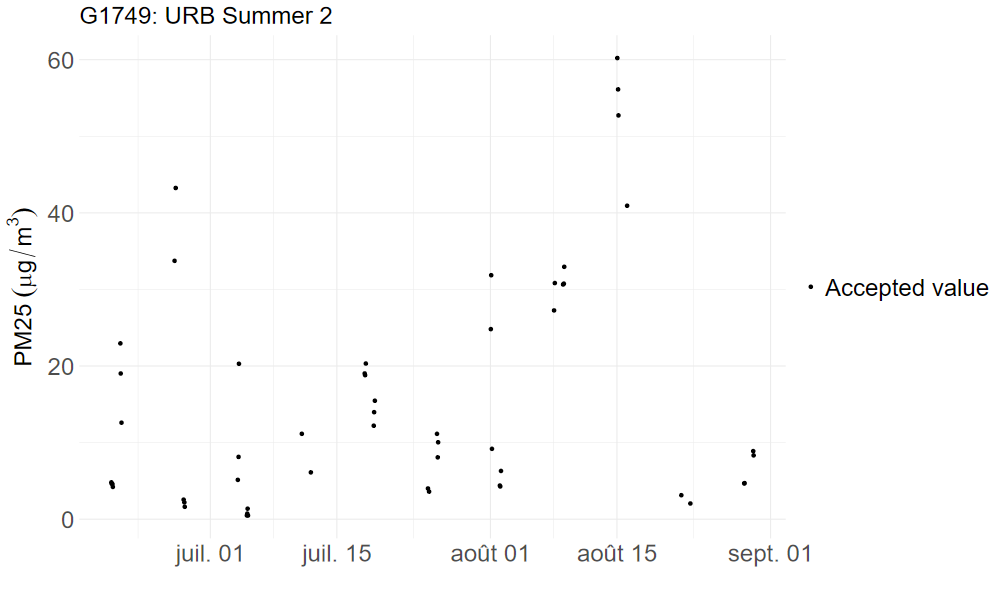 G1749: URB Summer 2
60
40
20
0
PM25 (μg/m³)
juil. 01
juil. 15
août 01
août 15
sept. 01
Accepted value